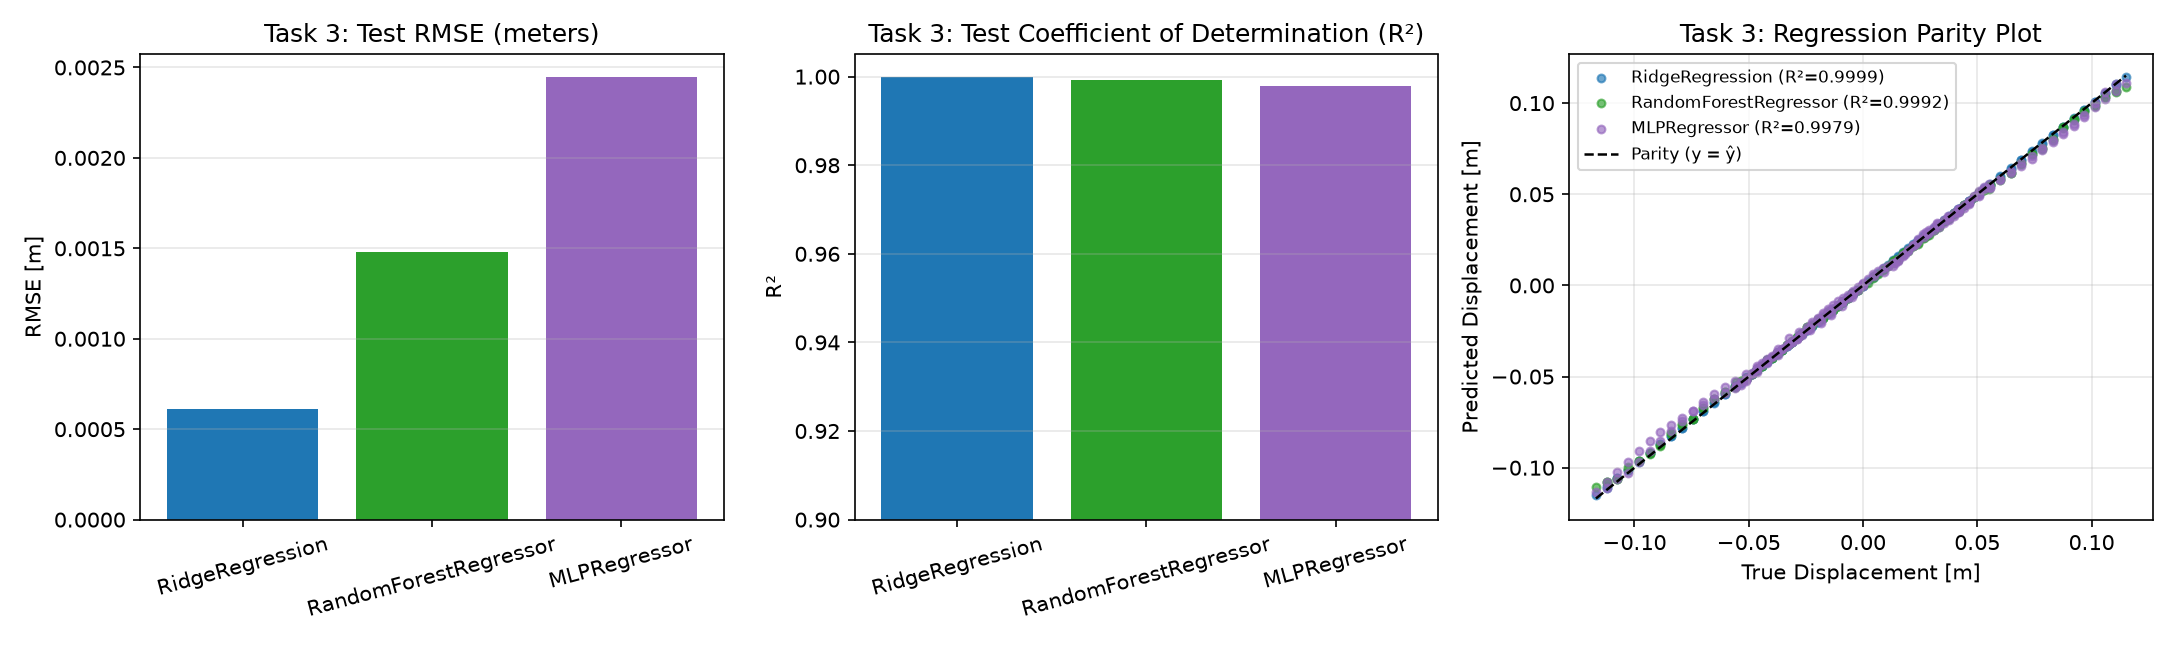 Task 3: Test RMSE (meters)
RMSE [m]
0.0025
0.0020
0.0015
0.0010
0.0005
0.0000
RidgeRegression
RandomForestRegressor
MLPRegressor
Task 3: Test Coefficient of Determination (R²)
R²
1.00
0.98
0.96
0.94
0.92
0.90
RidgeRegression
RandomForestRegressor
MLPRegressor
Task 3: Regression Parity Plot
RidgeRegression (R²=0.9999)
RandomForestRegressor (R²=0.9992)
MLPRegressor (R²=0.9979)
Parity (y = ŷ)
Predicted Displacement [m]
0.10
0.05
0.00
−0.05
−0.10
−0.10 −0.05 0.00 0.05 0.10
True Displacement [m]